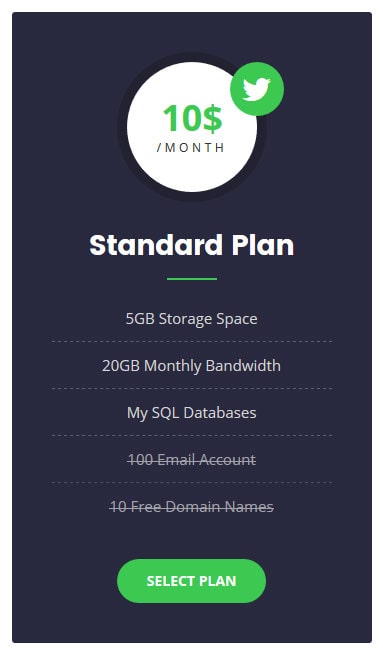 10$
/MONTH
Standard Plan
5GB Storage Space
20GB Monthly Bandwidth
My SQL Databases
100 Email Account
10 Free Domain Names
SELECT PLAN